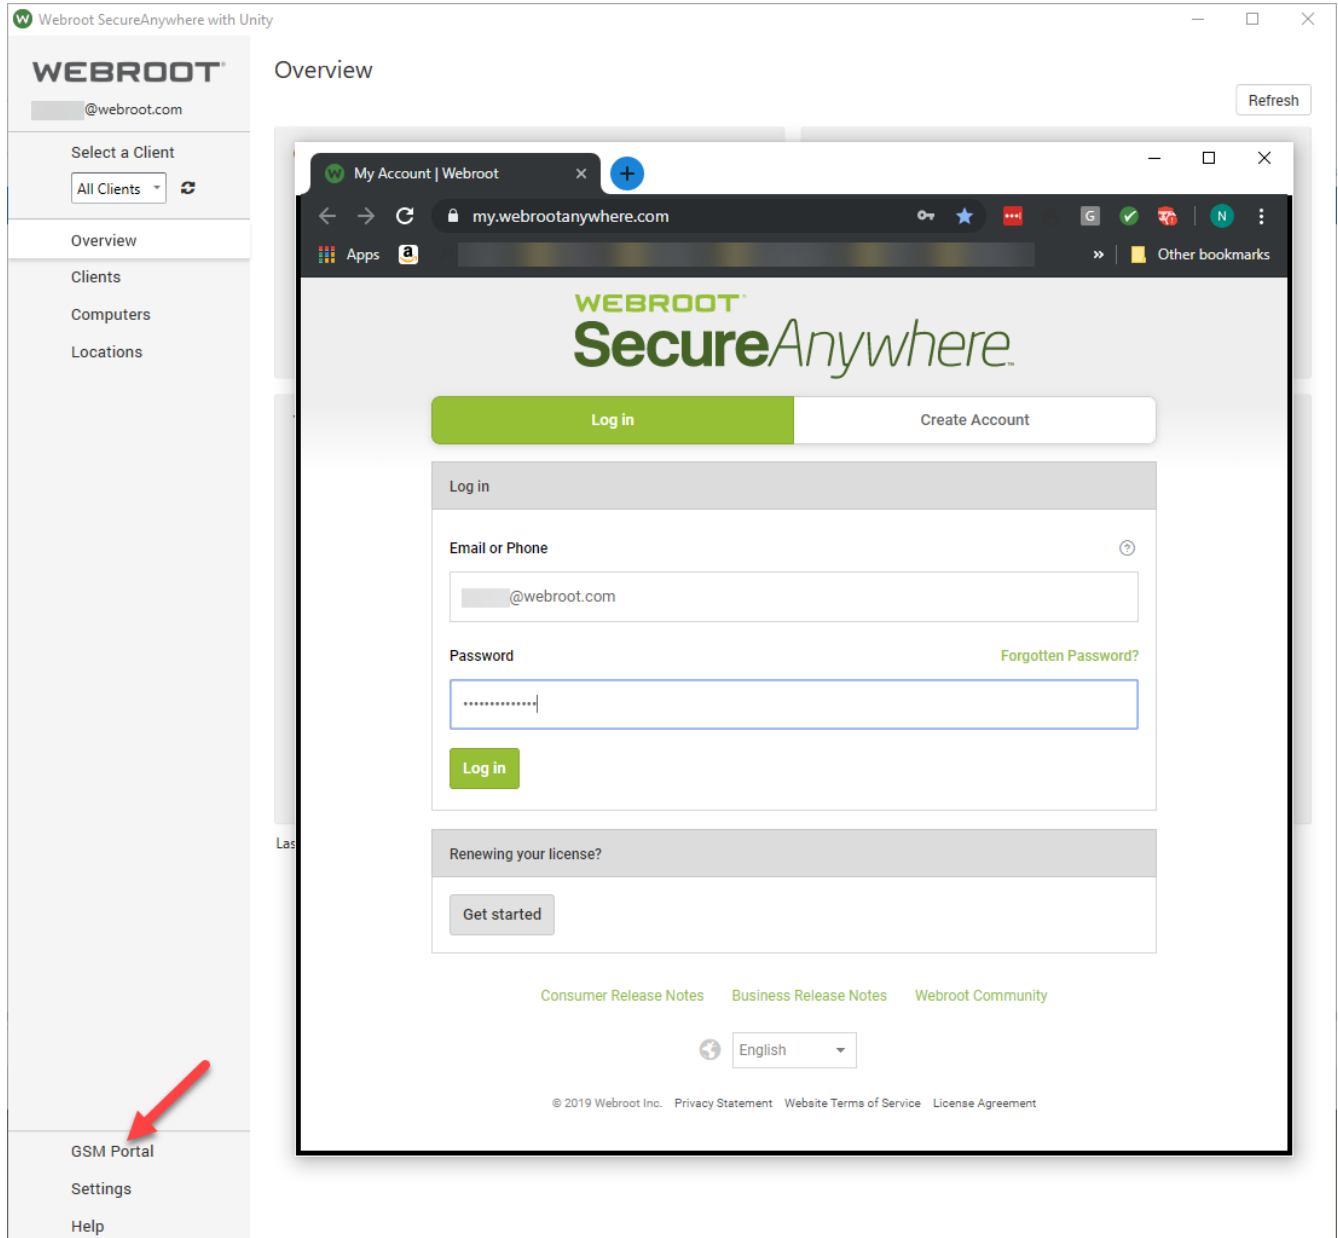 Webroot SecureAnywhere with Unity
WEBROOT
@webroot.com
Select a Client
All Clients
Overview
Clients
Computers
Locations
GSM Portal
Settings
Help
Overview
Refresh
Las
My Account | Webroot
my.webrootanywhere.com
G
N
Apps
a
» Other bookmarks
WEBROOT
SecureAnywhere™
Log in
Create Account
Log in
Email or Phone
@webroot.com
Password
Forgotten Password?
Log in
Renewing your license?
Get started
Consumer Release Notes Business Release Notes Webroot Community
English
© 2019 Webroot Inc. Privacy Statement Website Terms of Service License Agreement